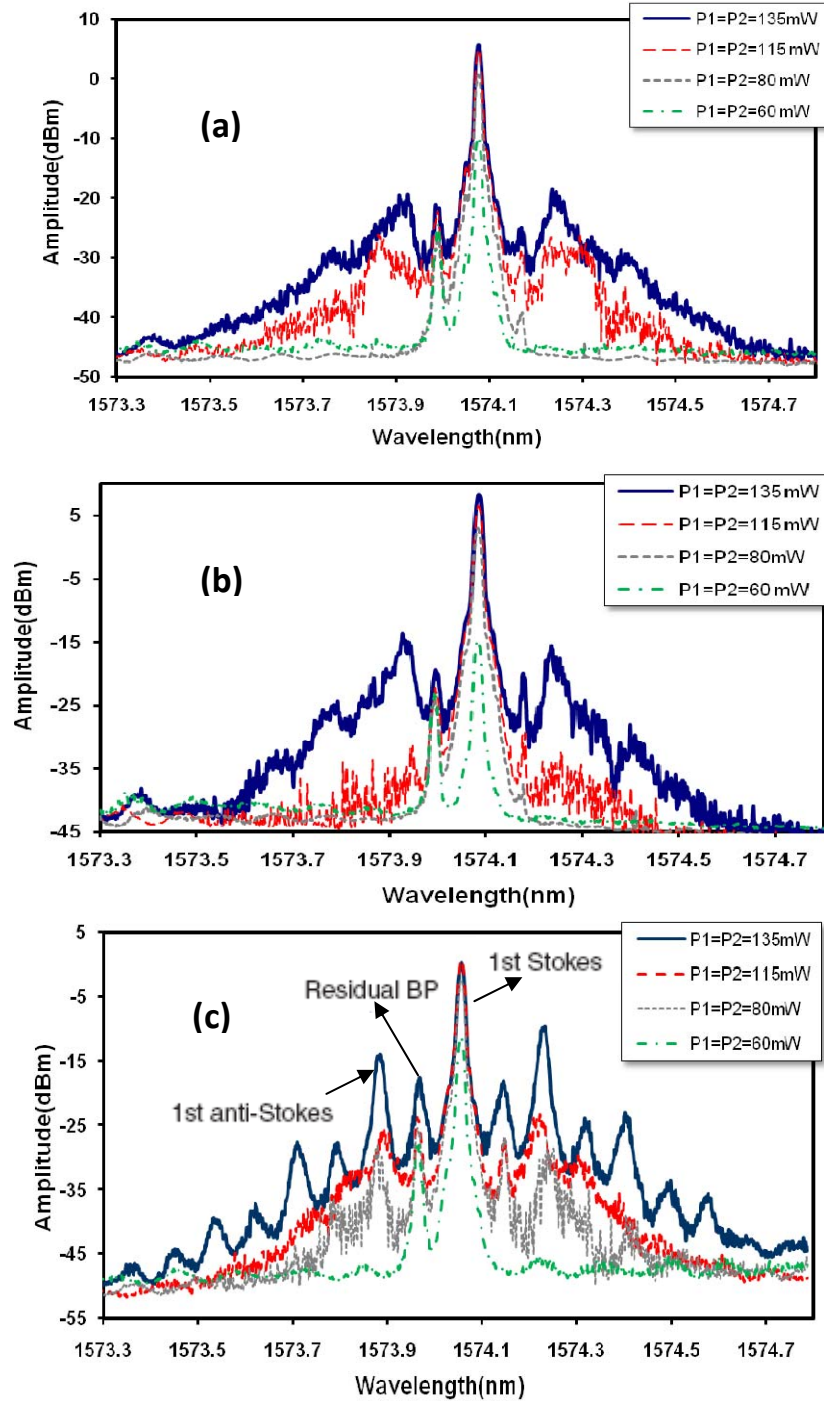 P1=P2=135mW
P1=P2=115mW
P1=P2=80mW
P1=P2=60mW
(a)
Amplitude(dBm)
10
0
-10
-20
-30
-40
-50
1573.3 1573.5 1573.7 1573.9 1574.1 1574.3 1574.5 1574.7
Wavelength(nm)
P1=P2=135mW
P1=P2=115mW
P1=P2=80mW
P1=P2=60mW
(b)
Amplitude(dBm)
5
-5
-15
-25
-35
-45
1573.3 1573.5 1573.7 1573.9 1574.1 1574.3 1574.5 1574.7
Wavelength(nm)
P1=P2=135mW
P1=P2=115mW
P1=P2=80mW
P1=P2=60mW
1st Stokes
Residual BP
(c)
1st anti-Stokes
Amplitude(dBm)
5
-5
-15
-25
-35
-45
-55
1573.3 1573.5 1573.7 1573.9 1574.1 1574.3 1574.5 1574.7
Wavelength(nm)